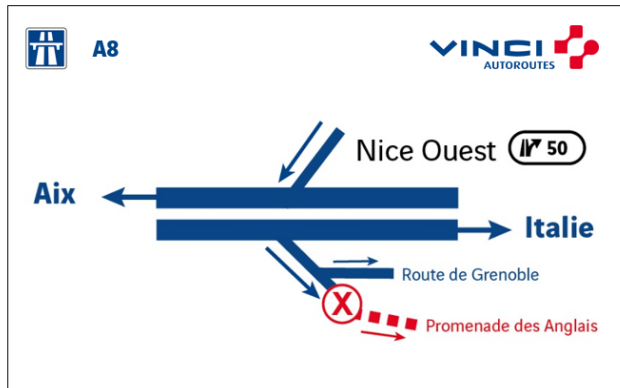 A8
VINCI
AUTOROUTES
Nice Ouest 50
Aix
Italie
Route de Grenoble
X
Promenade des Anglais